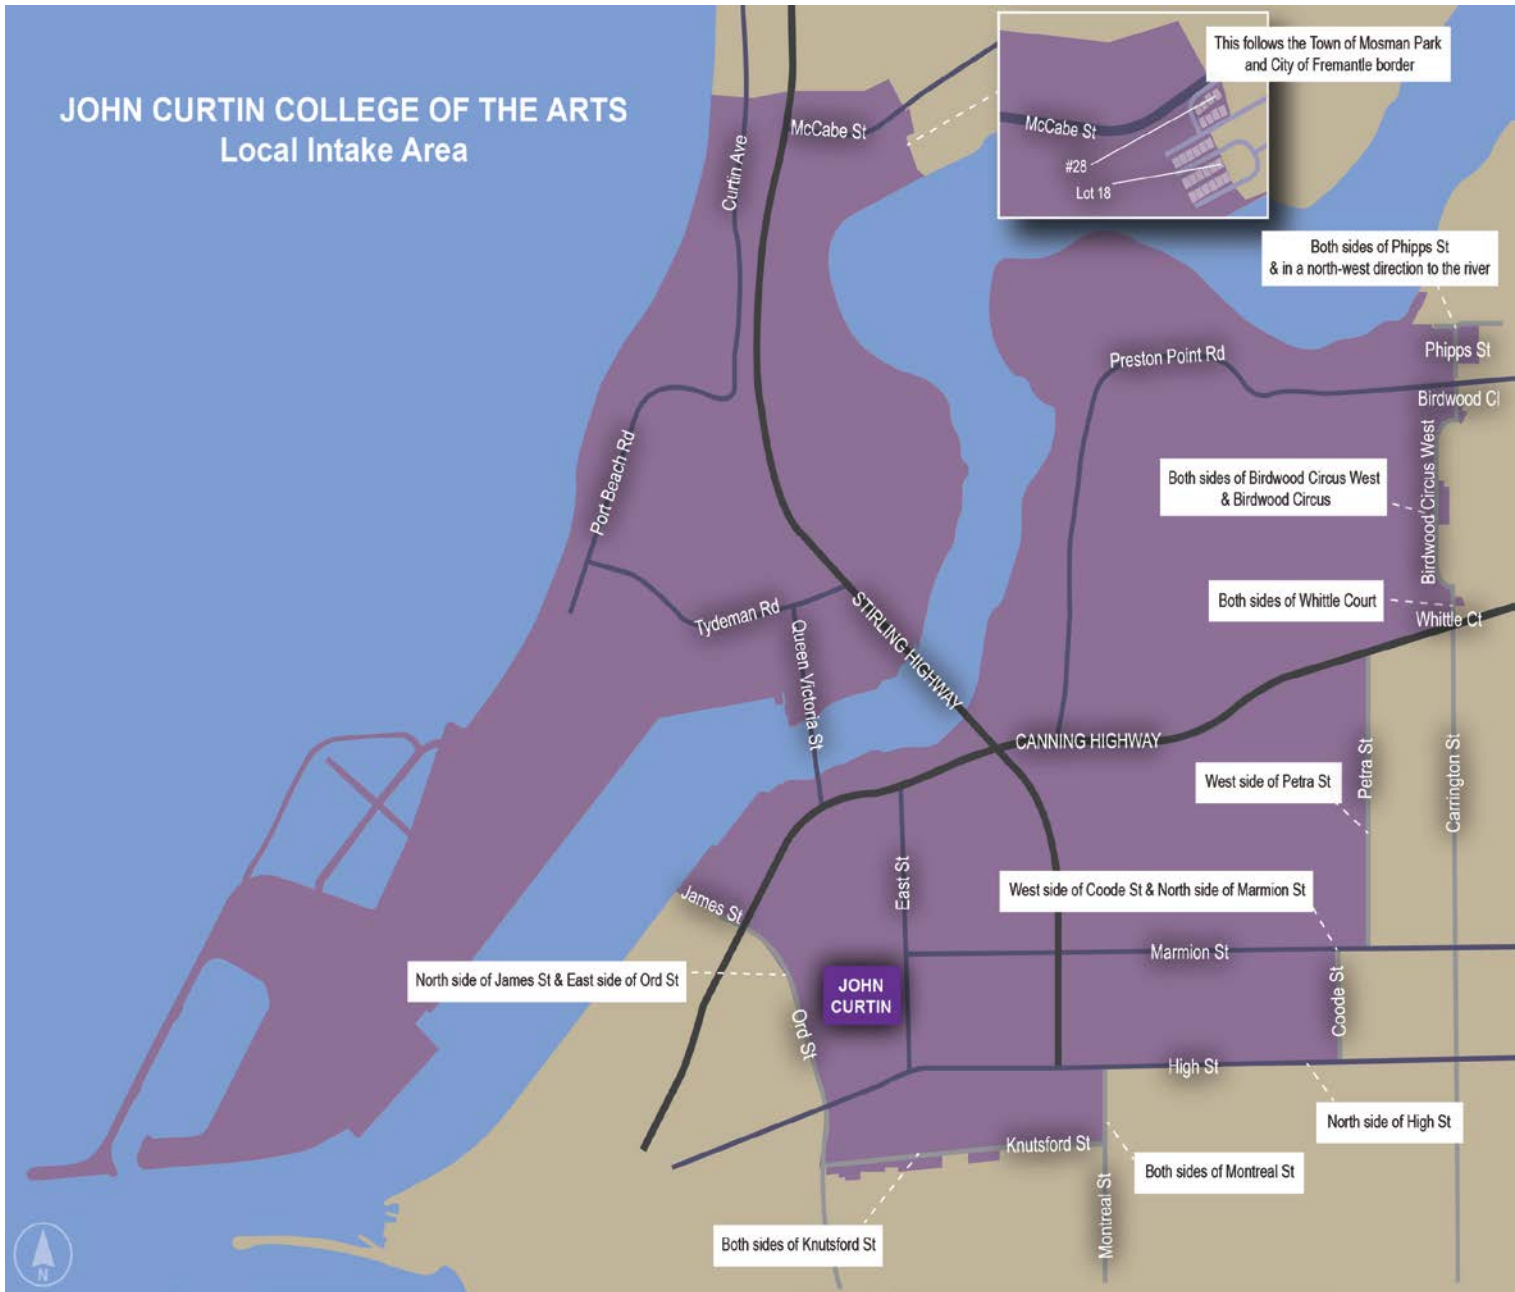 JOHN CURTIN COLLEGE OF THE ARTS
Local Intake Area
This follows the Town of Mosman Park
and City of Fremantle border
McCabe St
McCabe St
#28
Lot 18
Curtin Ave
Both sides of Phipps St
& in a north-west direction to the river
Phipps St
Preston Point Rd
Birdwood Cl
Birdwood Circus West
Both sides of Birdwood Circus West
& Birdwood Circus
Port Beach Rd
Both sides of Whittle Court
Whittle Ct
Tydeman Rd
STIRLING HIGHWAY
Queen Victoria St
CANNING HIGHWAY
Petra St
Carrington St
West side of Petra St
East St
West side of Coode St & North side of Marmion St
James St
Marmion St
North side of James St & East side of Ord St
JOHN
CURTIN
Coode St
Ord St
High St
North side of High St
Knutsford St
Both sides of Montreal St
Montreal St
Both sides of Knutsford St
N